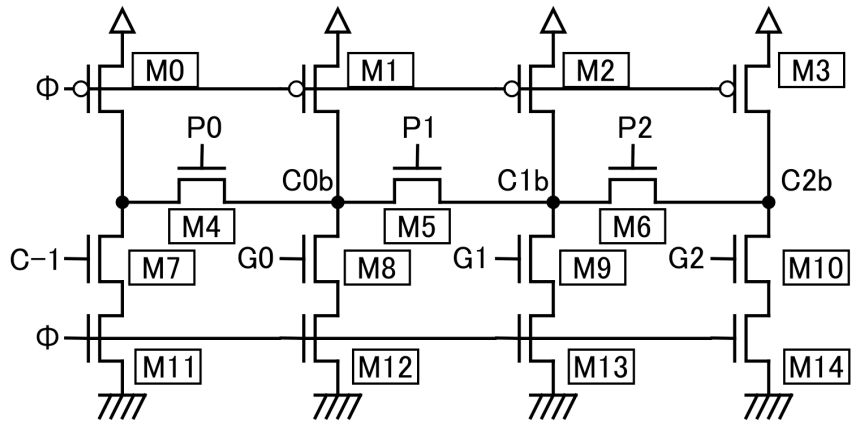 M0 M1 M2 M3
Φ
P0 P1 P2
C0b C1b C2b
M4 M5 M6
C-1 G0 G1 G2
M7 M8 M9 M10
Φ
M11 M12 M13 M14